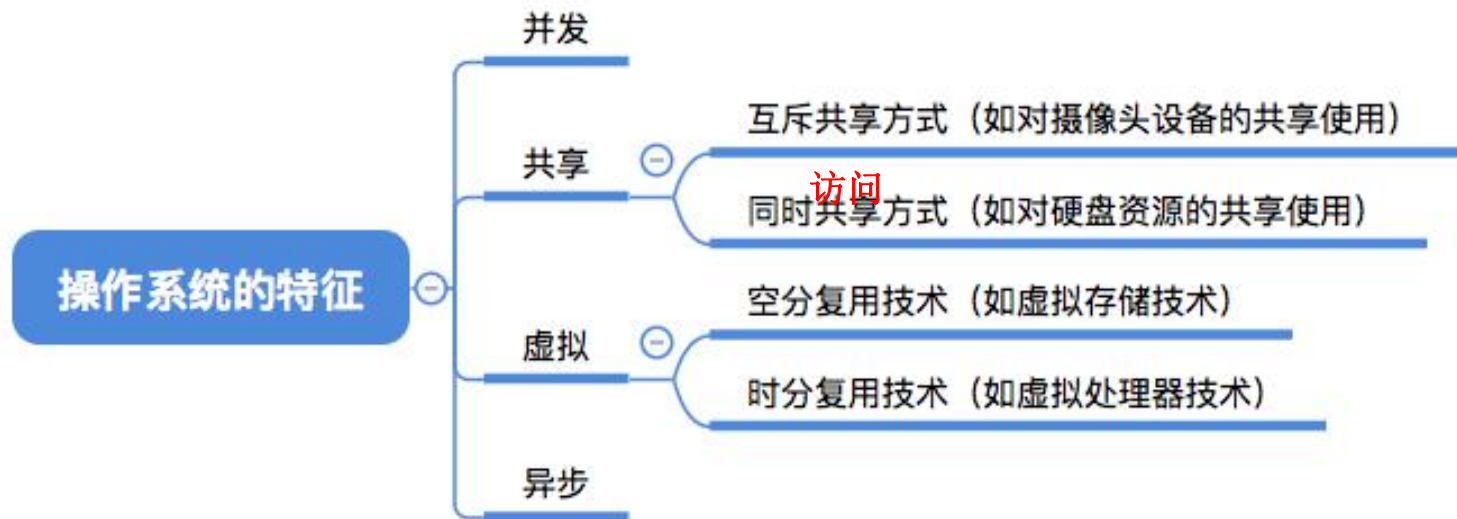 并发
互斥共享方式（如对摄像头设备的共享使用）
共享
访问
同时共享方式（如对硬盘资源的共享使用）
操作系统的特征
空分复用技术（如虚拟存储技术）
虚拟
时分复用技术（如虚拟处理器技术）
异步